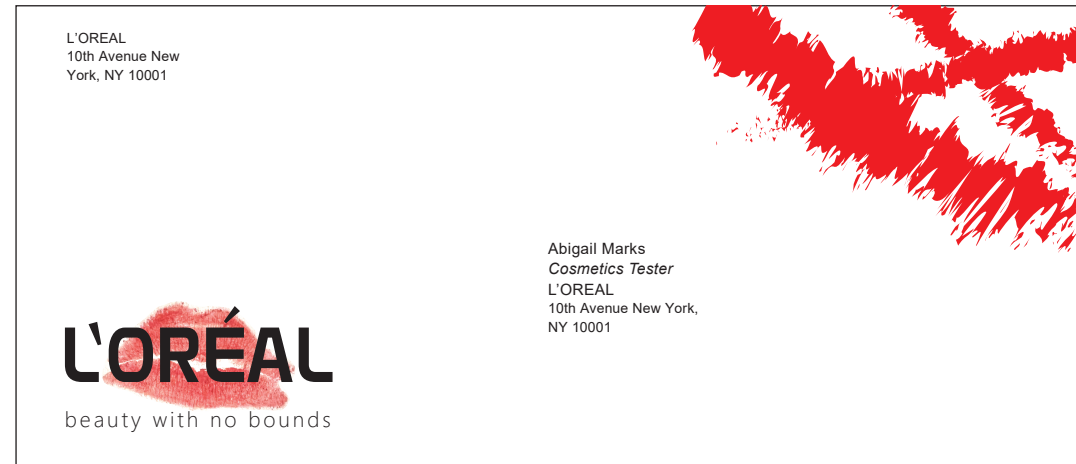 L’OREAL
10th Avenue New
York, NY 10001
Abigail Marks
Cosmetics Tester
L’OREAL
10th Avenue New York,
NY 10001
L‘ORÉAL
beauty with no bounds